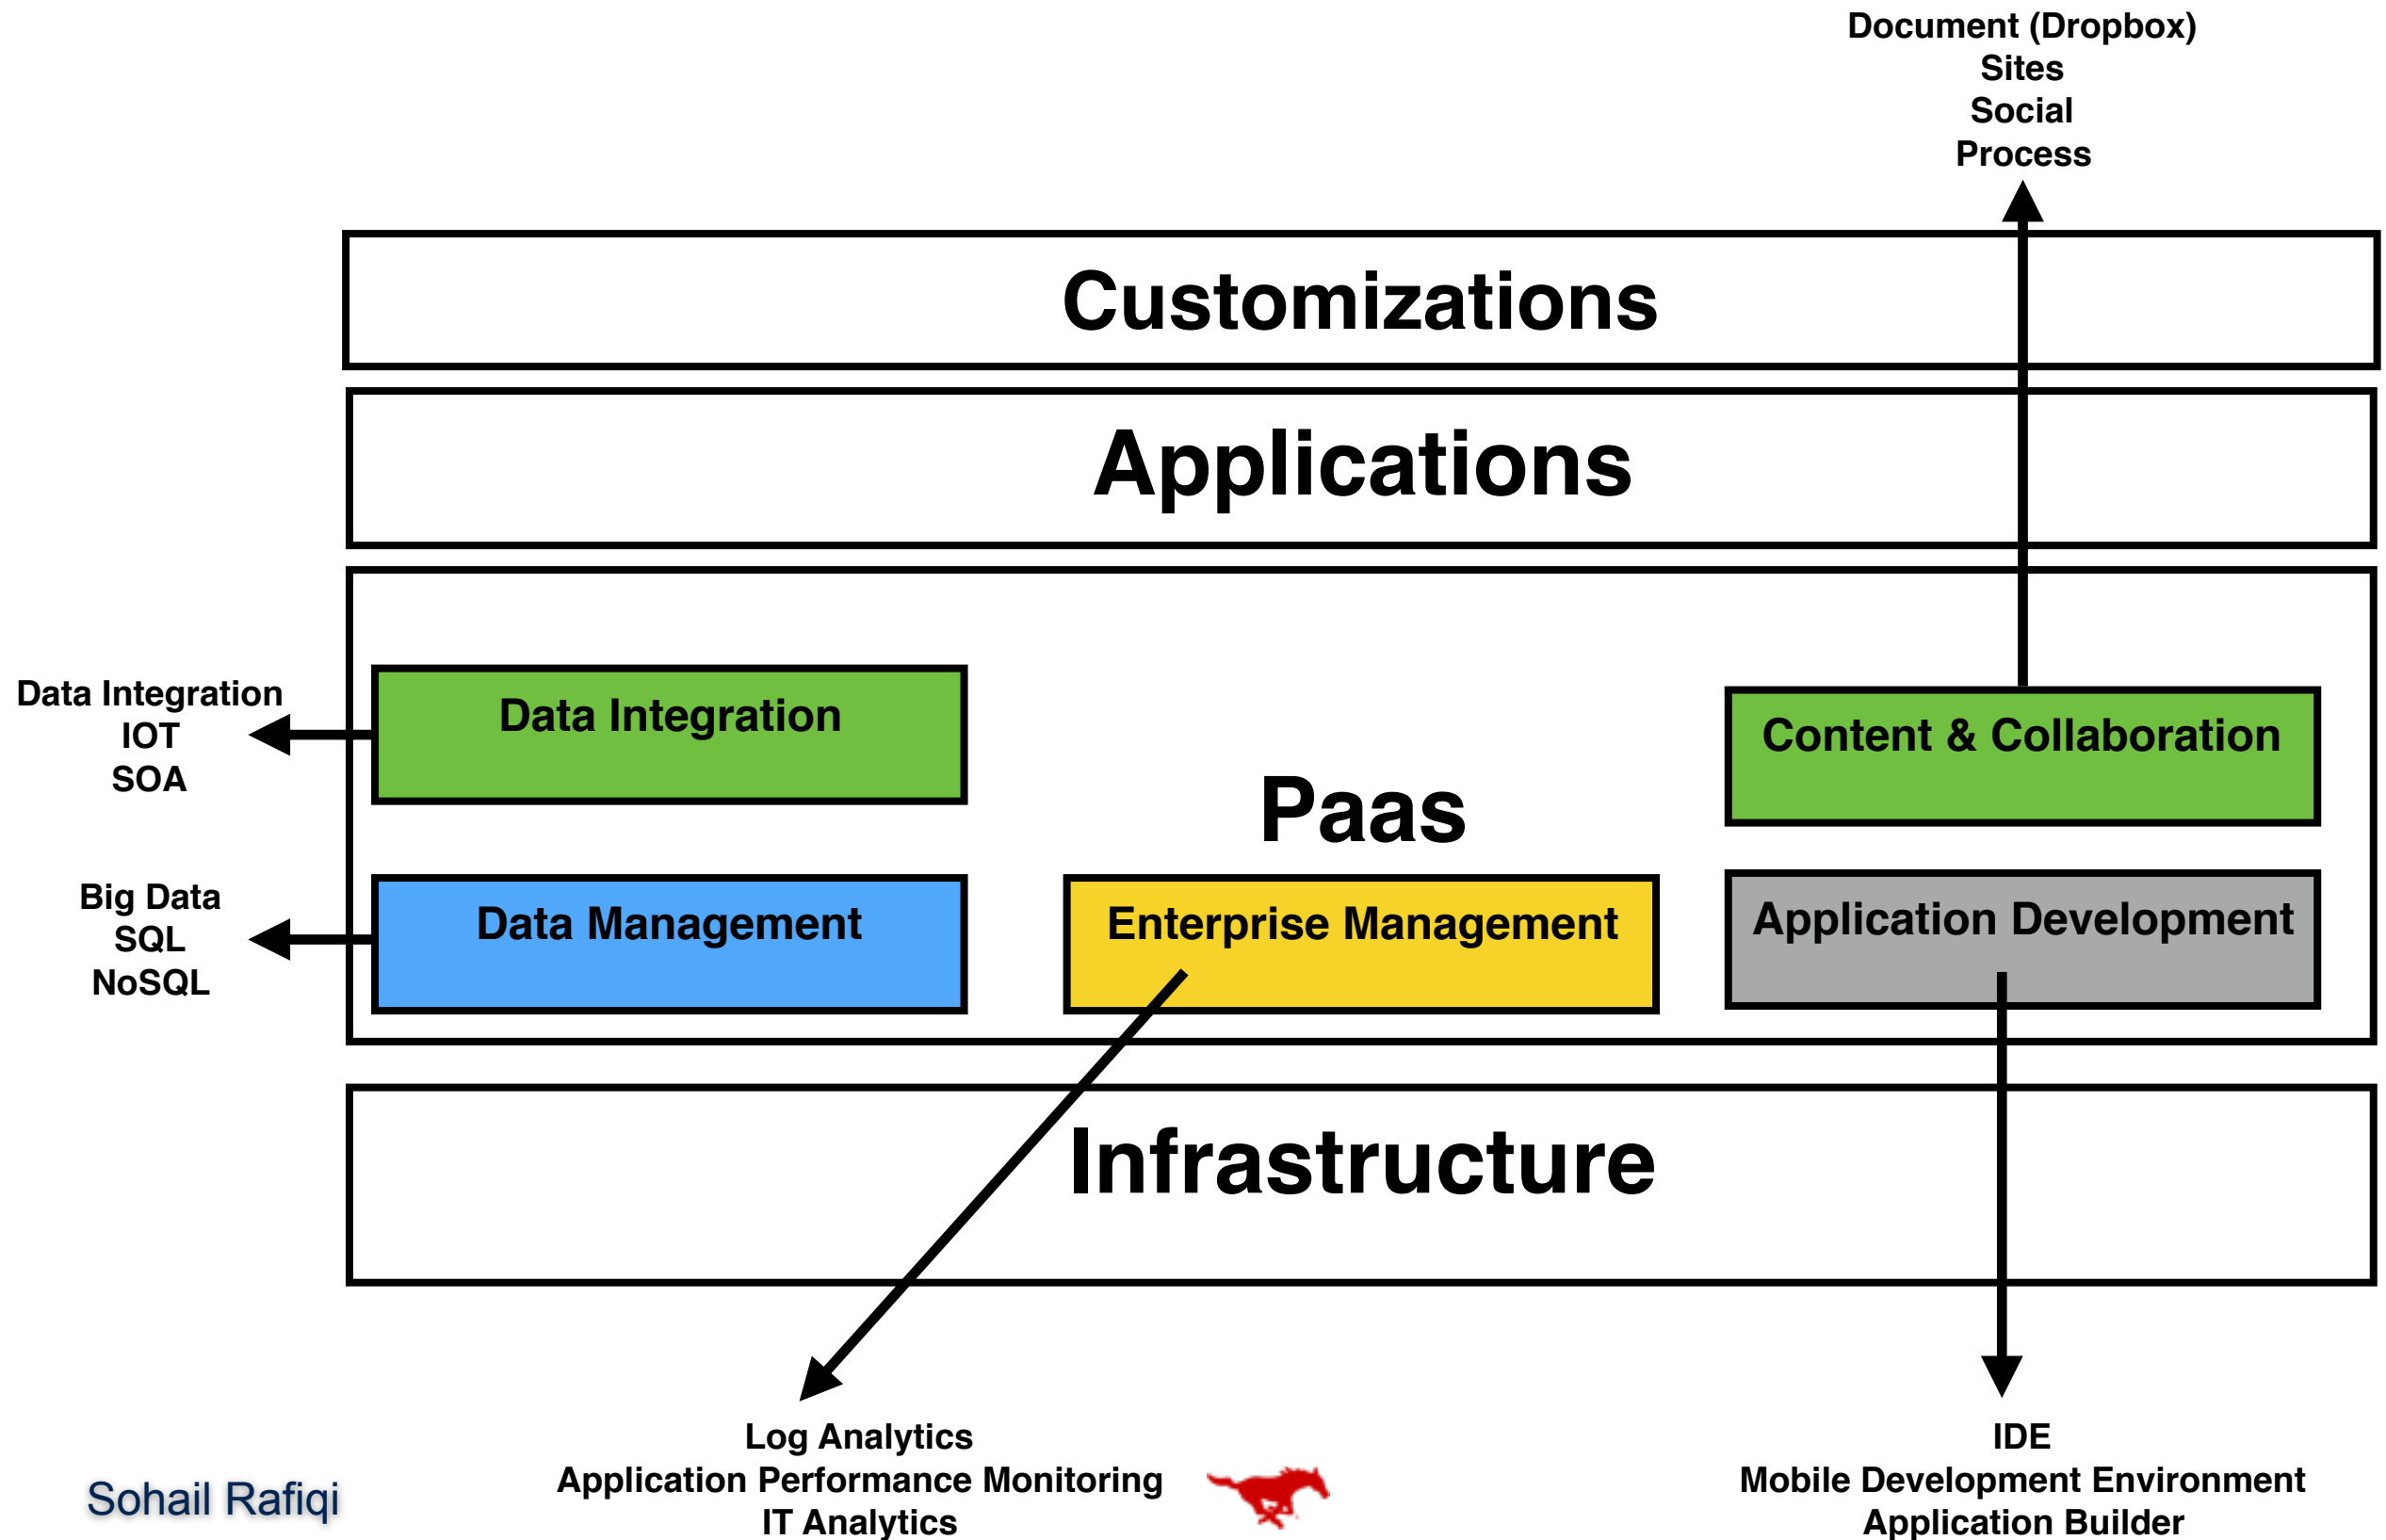 Document (Dropbox)
Sites
Social
Process
Customizations
Applications
Data Integration
IOT
SOA
Data Integration
Content & Collaboration
Paas
Big Data
SQL
NoSQL
Data Management
Enterprise Management
Application Development
Infrastructure
Log Analytics
Application Performance Monitoring
IT Analytics
IDE
Mobile Development Environment
Application Builder
Sohail Rafiqi